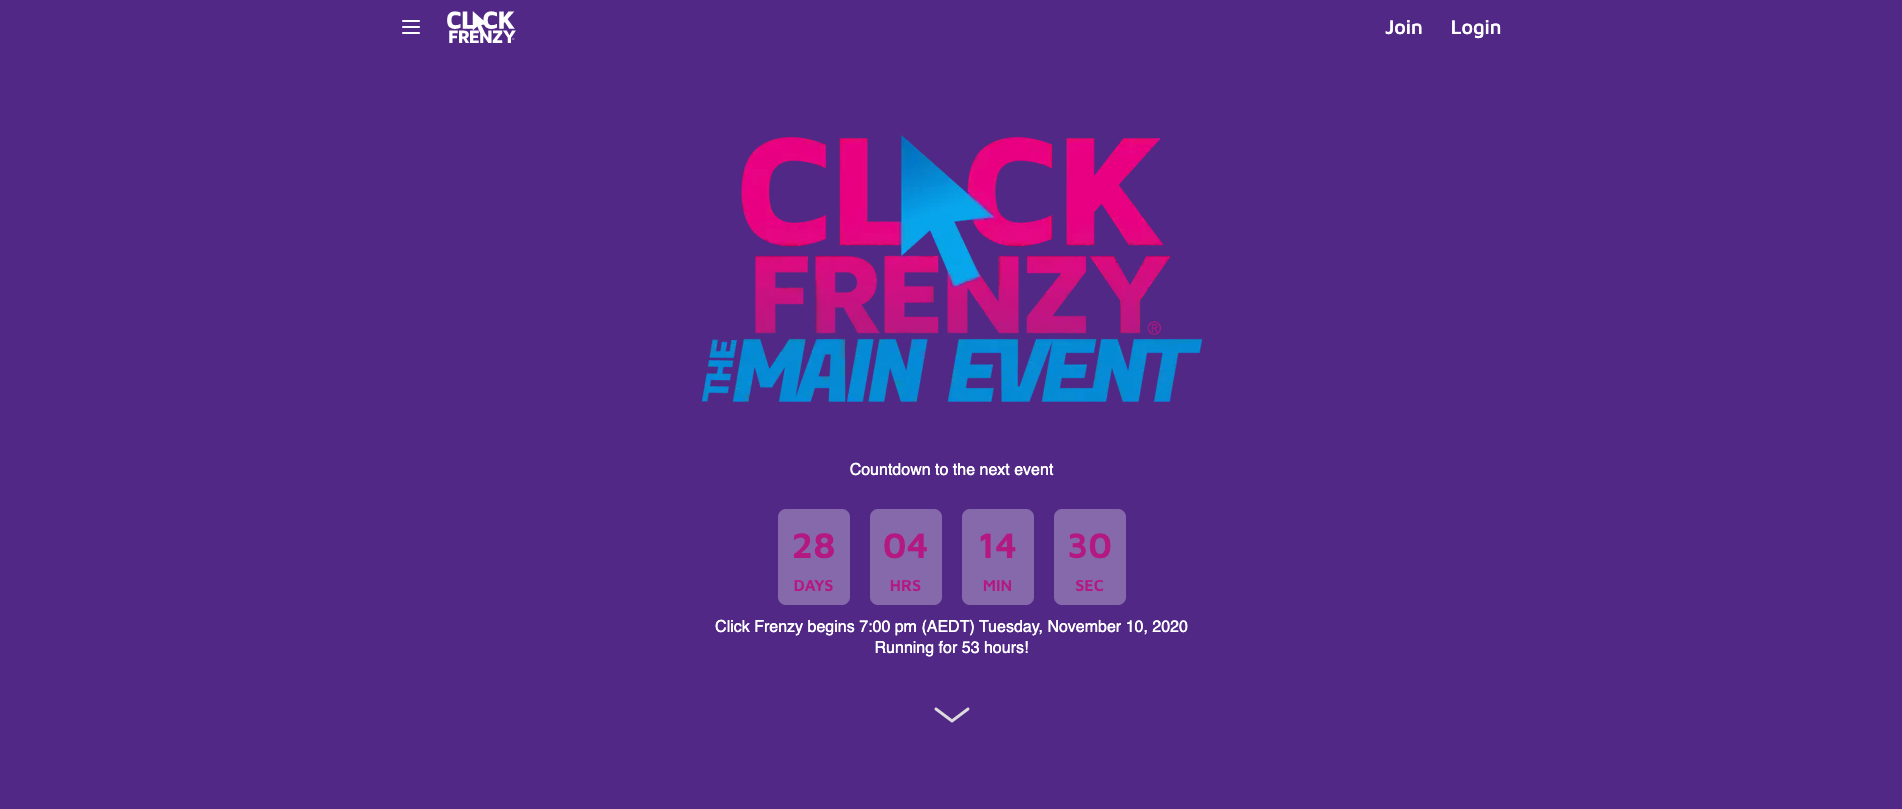 CLICK
FRENZY
Join Login
CLICK
FRENZY®
THE MAIN EVENT
Countdown to the next event
28 04 14 30
DAYS HRS MIN SEC
Click Frenzy begins 7:00 pm (AEDT) Tuesday, November 10, 2020
Running for 53 hours!